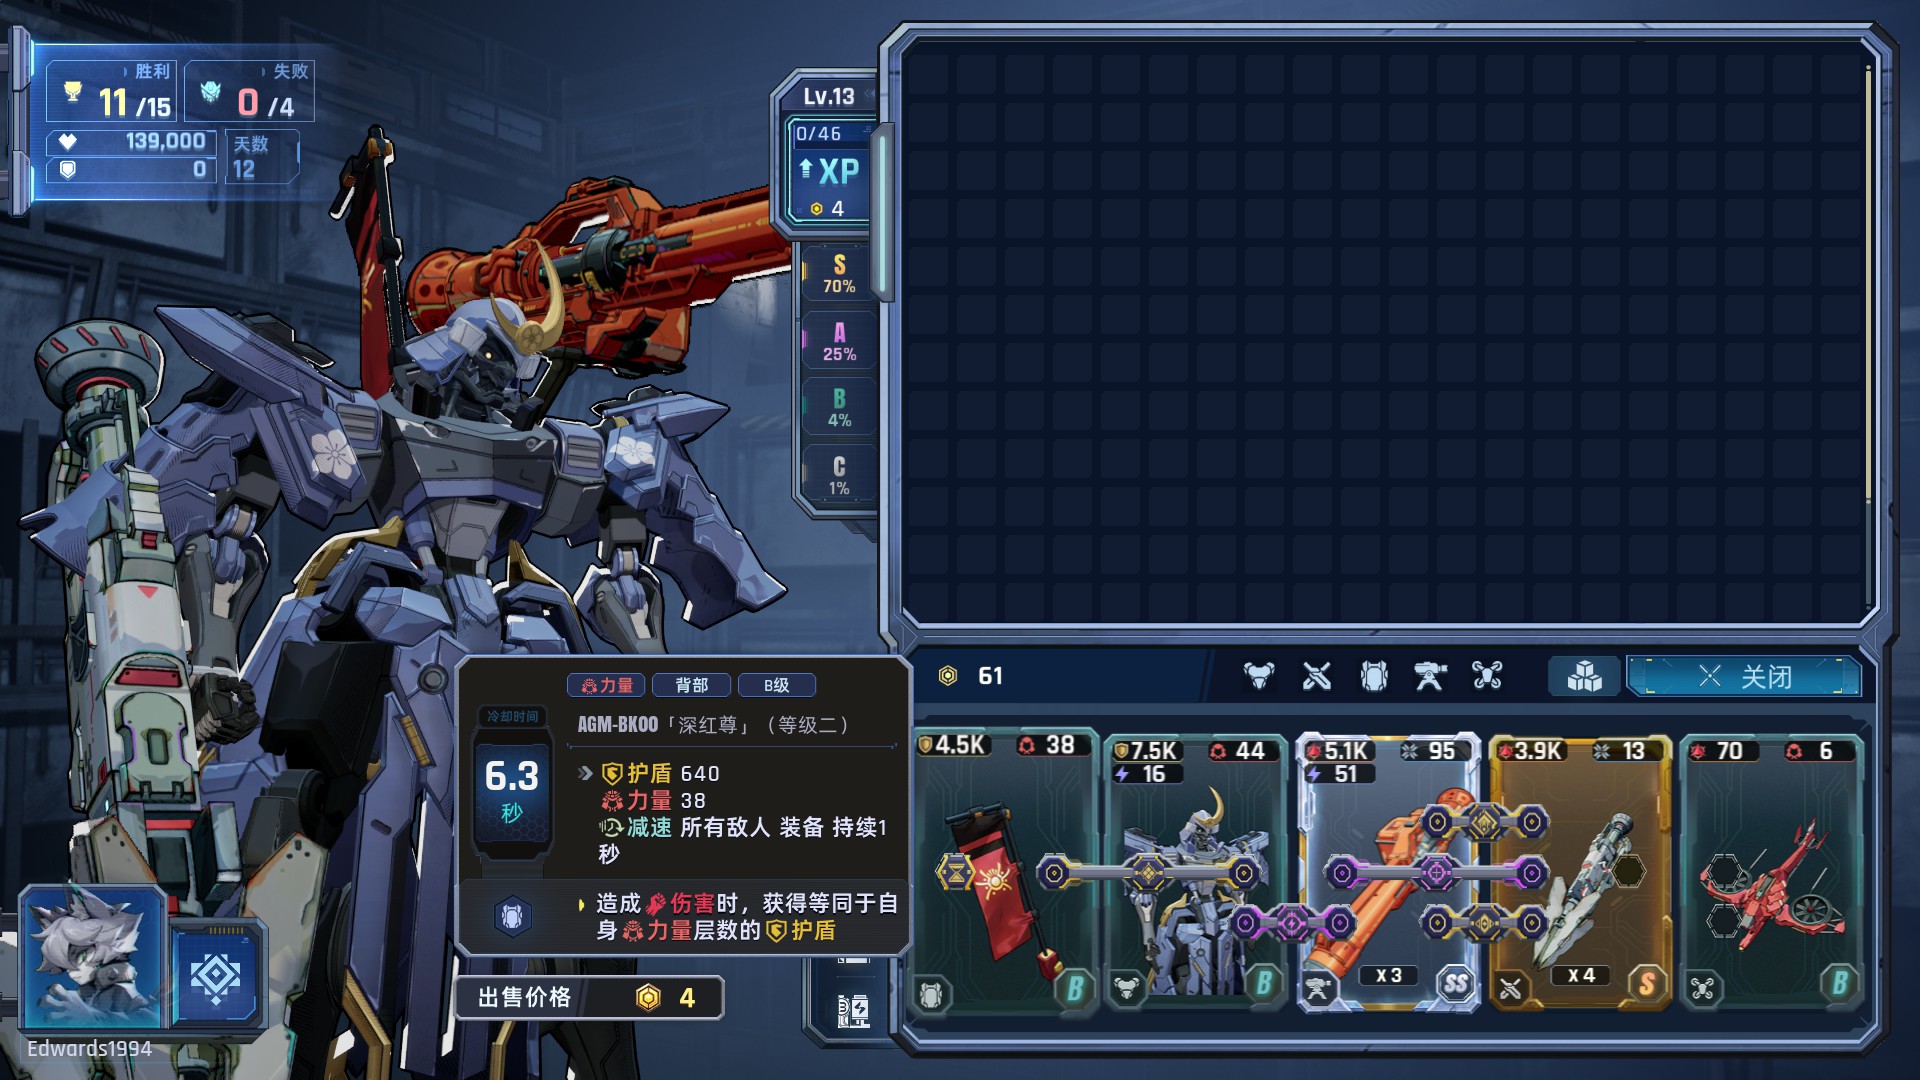 胜利
11/15
失败
0/4
139,000
0
天数
12
Lv.13
0/46
XP
4
S
70%
A
25%
B
4%
C
1%
力量
背部
B级
冷却时间
6.3
秒
AGM-BK00「深红尊」（等级二）
护盾 640
力量 38
减速 所有敌人 装备 持续1
秒
造成伤害时，获得等同于自
身力量层数的护盾
出售价格
4
Edwards1994
61
关闭
4.5K
38
B
7.5K
44
16
B
5.1K
95
51
x3
SS
3.9K
13
x4
S
70
6
B